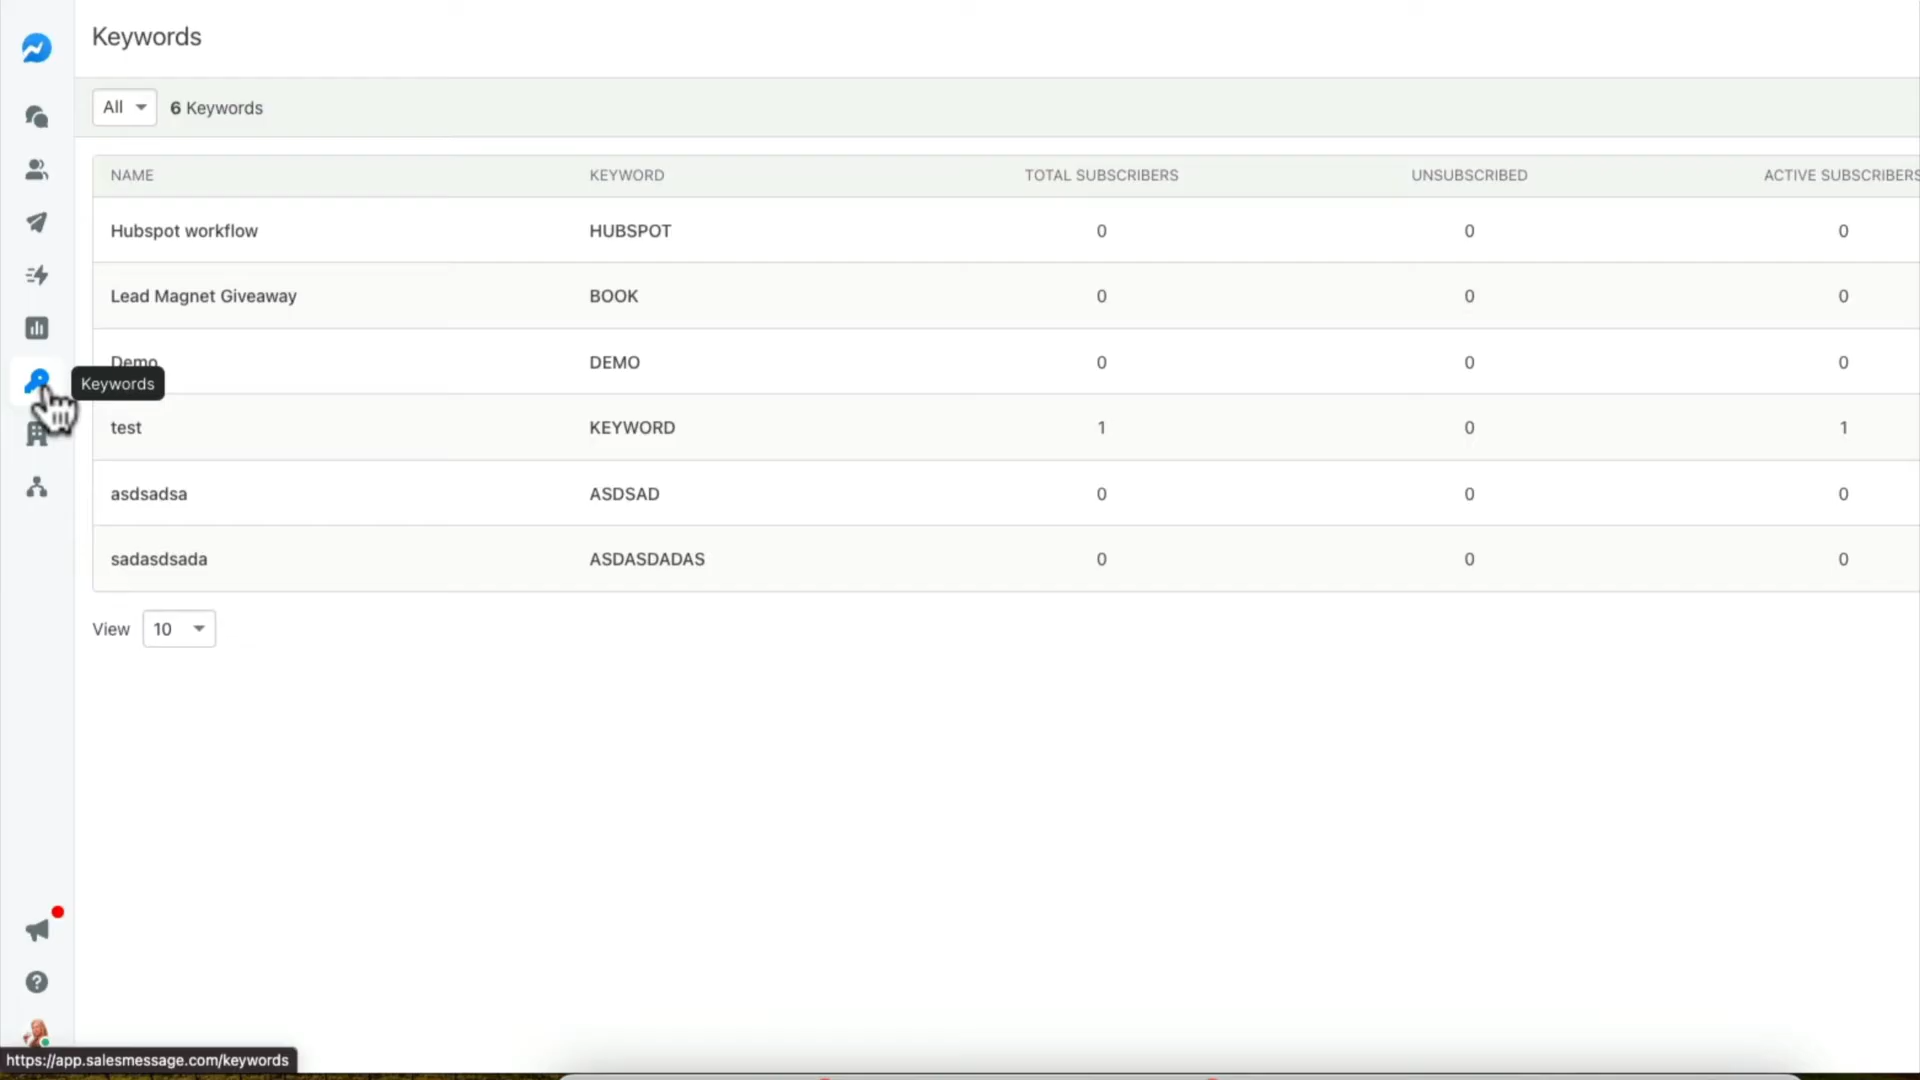 Keywords
All
6 Keywords
NAME KEYWORD TOTAL SUBSCRIBERS UNSUBSCRIBED ACTIVE SUBSCRIBERS
Hubspot workflow HUBSPOT 0 0 0
Lead Magnet Giveaway BOOK 0 0 0
Demo DEMO 0 0 0
Keywords
test KEYWORD 1 0 1
asdsadsa ASDSAD 0 0 0
sadasdsada ASDASDADAS 0 0 0
View 10
https://app.salesmessage.com/keywords